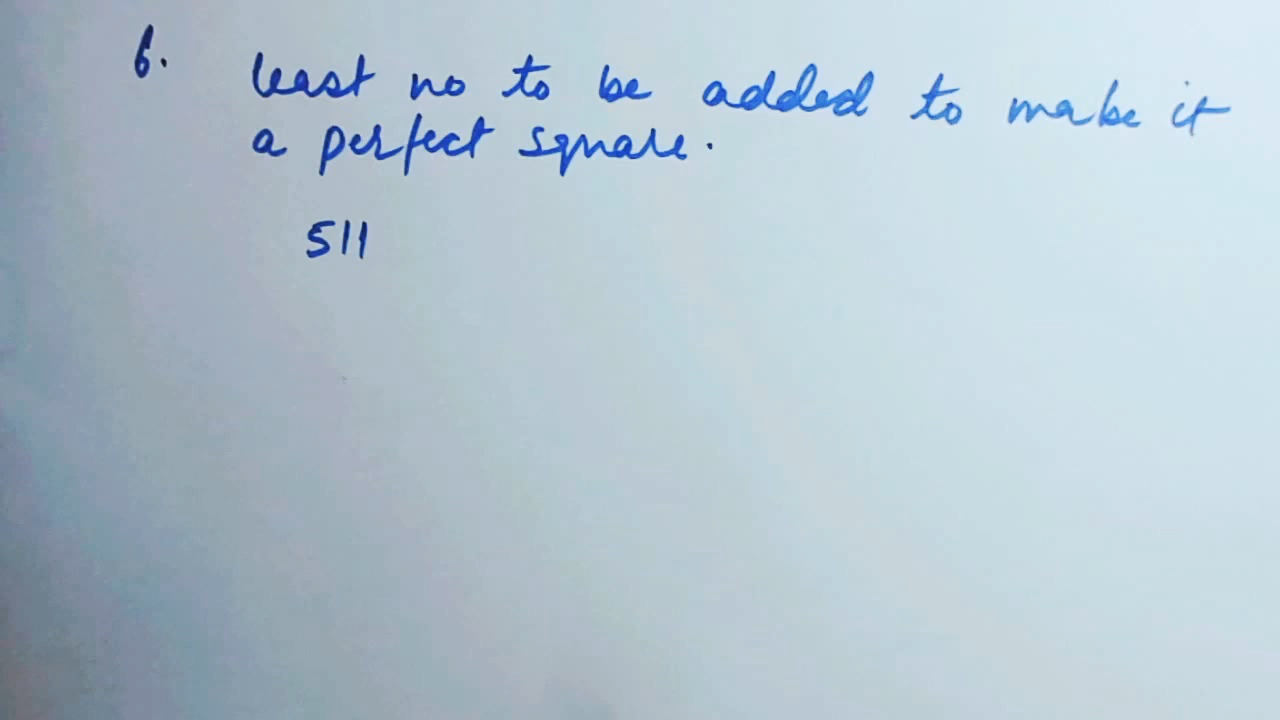 6. least no to be added to make it
a perfect square.
511